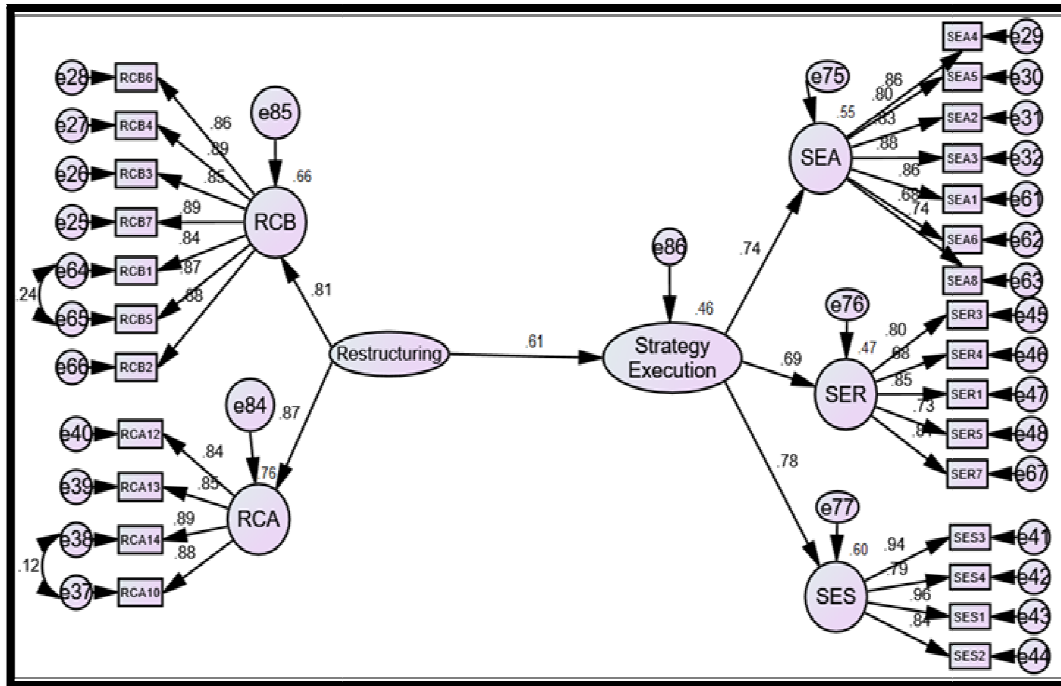 e28
RCB6
.86
e27
RCB4
.89
e26
RCB3
.85
e25
RCB7
.89
e64
RCB1
.84
.24
e65
RCB5
.87
e66
RCB2
.88
e85
.66
RCB
.81
Restructuring
.61
.87
e84
.76
RCA
e40
RCA12
.84
e39
RCA13
.85
e38
RCA14
.89
.12
e37
RCA10
.88
e86
.46
Strategy
Execution
.74
.69
.78
e75
.55
SEA
.86
SEA4
e29
.80
SEA5
e30
.83
SEA2
e31
.88
SEA3
e32
.86
SEA1
e61
.68
SEA6
e62
.74
SEA8
e63
e76
.47
SER
.80
SER3
e45
SER4
e46
.85
SER1
e47
.73
SER5
e48
SER7
e67
e77
.60
SES
.94
SES3
e41
.79
SES4
e42
.96
SES1
e43
.84
SES2
e44